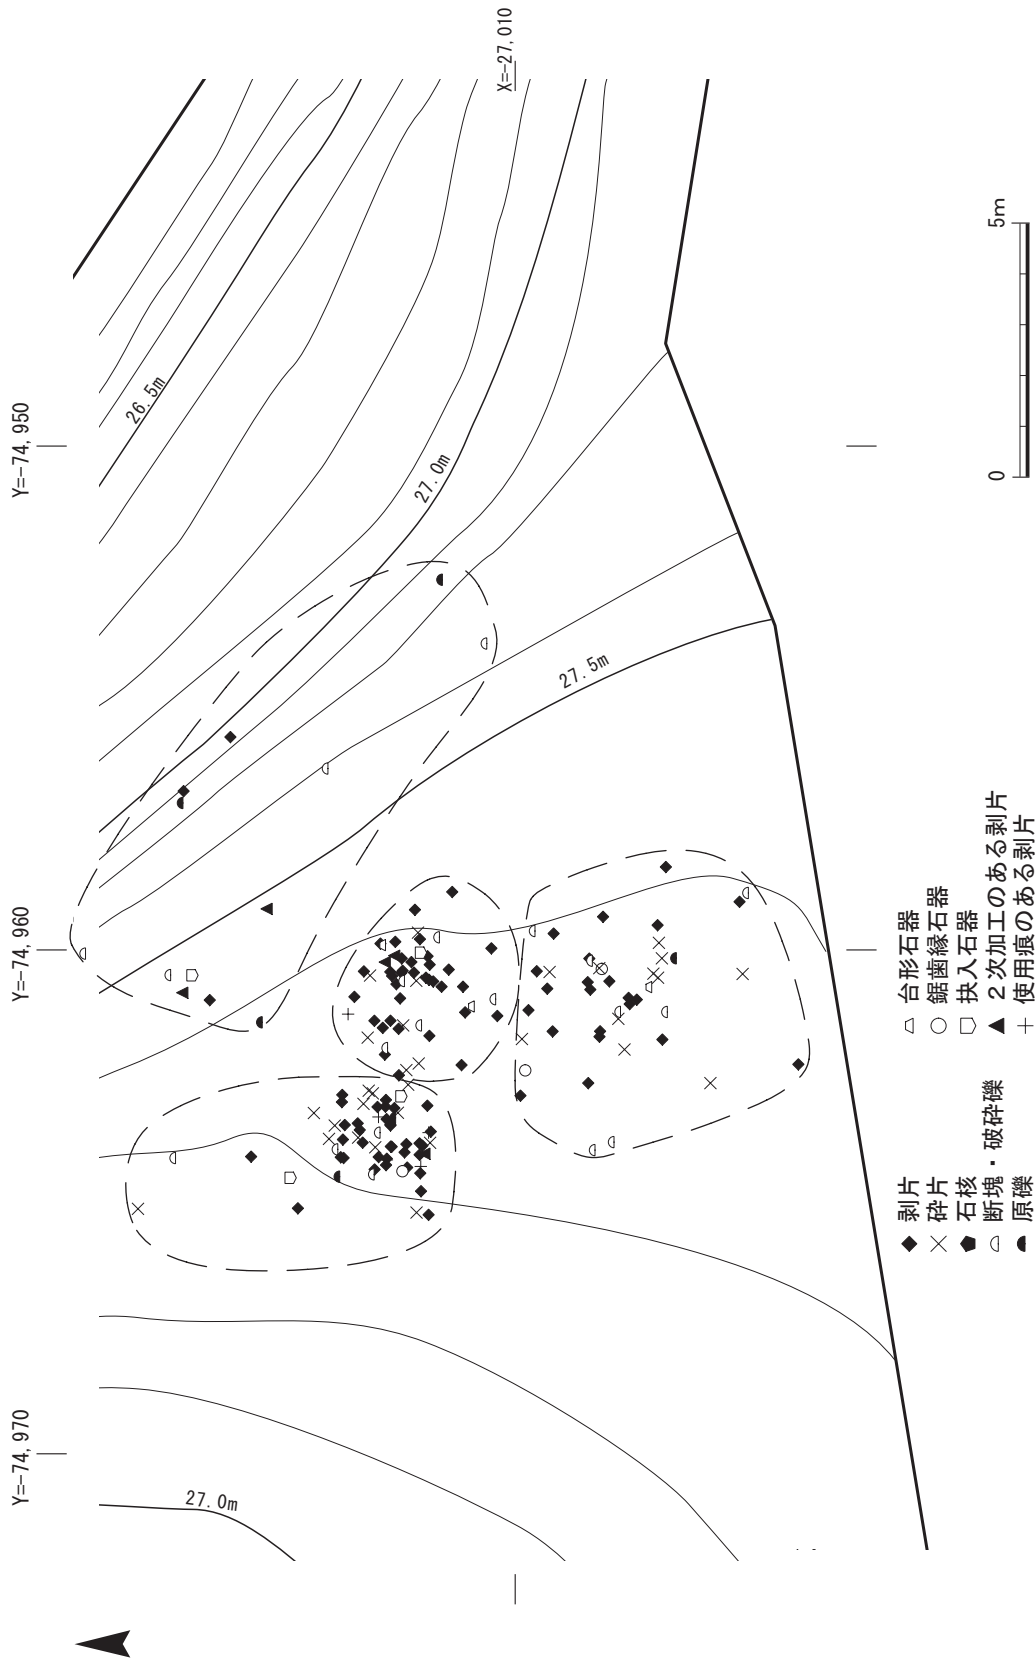 X=-27,010
Y=-74,950
Y=-74,960
Y=-74,970
26.5m
27.0m
27.5m
27.0m
0
5m
台形石器
鋸歯縁石器
抉入石器
2次加工のある剥片
使用痕のある剥片
剥片
砕片
石核
断塊・破砕礫
原礫